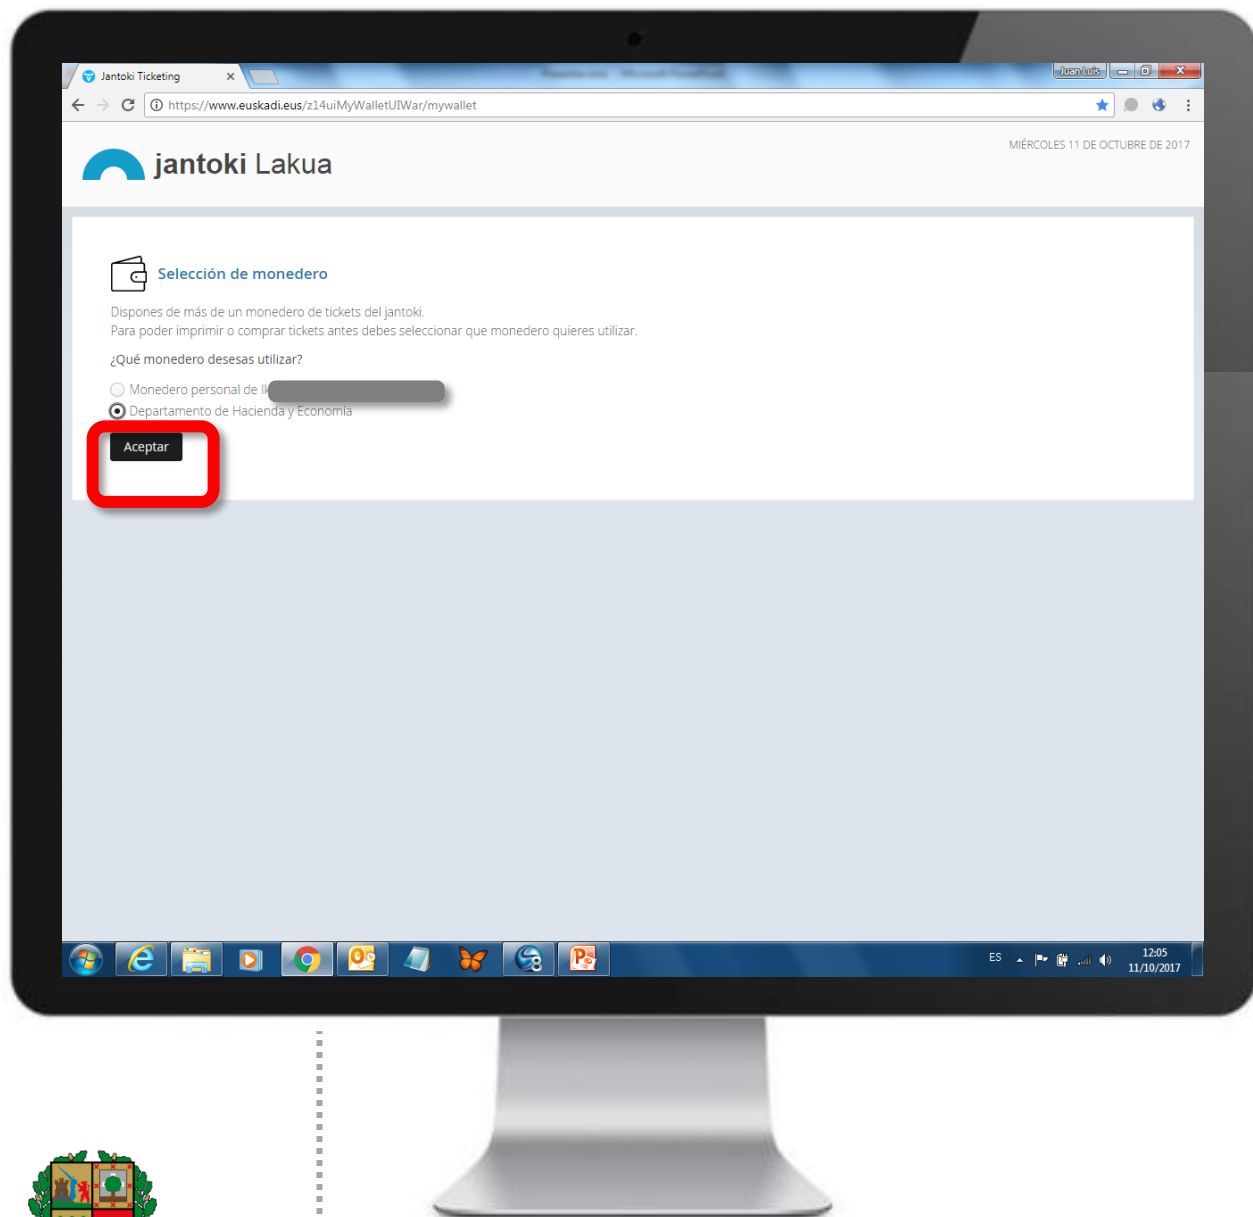 Jantoki Ticketing
Juan Luis
https://www.euskadi.eus/z14uiMyWalletUIWar/mywallet
jantoki Lakua
MIÉRCOLES 11 DE OCTUBRE DE 2017
Selección de monedero
Dispones de más de un monedero de tickets del jantoki.
Para poder imprimir o comprar tickets antes debes seleccionar que monedero quieres utilizar.
¿Qué monedero desesas utilizar?
Monedero personal de
Departamento de Hacienda y Economía
Aceptar
ES
12:05
11/10/2017